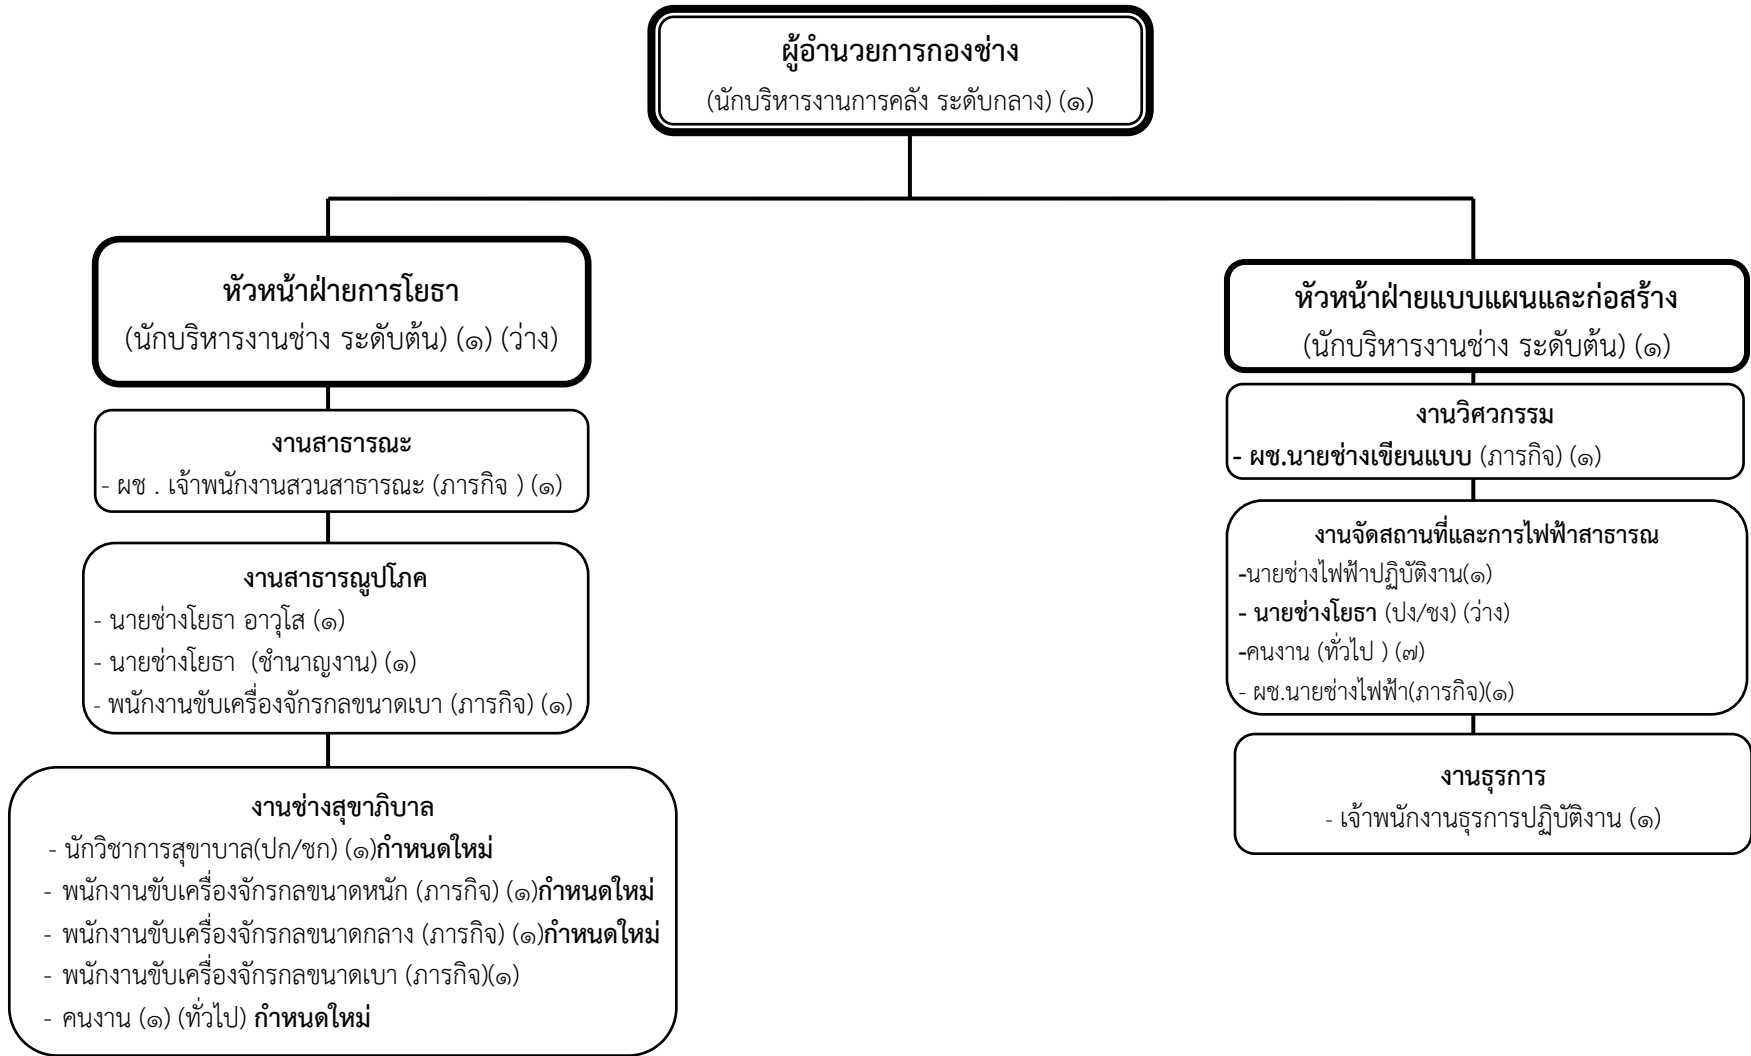 ผู้อำนวยการกองช่าง
(นักบริหารงานการคลัง ระดับกลาง) (๑)
หัวหน้าฝ่ายการโยธา
(นักบริหารงานช่าง ระดับต้น) (๑) (ว่าง)
งานสาธารณะ
- ผช . เจ้าพนักงานสวนสาธารณะ (ภารกิจ ) (๑)
งานสาธารณูปโภค
- นายช่างโยธา อาวุโส (๑)
- นายช่างโยธา (ชำนาญงาน) (๑)
- พนักงานขับเครื่องจักรกลขนาดเบา (ภารกิจ) (๑)
งานช่างสุขาภิบาล
- นักวิชาการสุขาบาล(ปก/ชก) (๑)กำหนดใหม่
- พนักงานขับเครื่องจักรกลขนาดหนัก (ภารกิจ) (๑)กำหนดใหม่
- พนักงานขับเครื่องจักรกลขนาดกลาง (ภารกิจ) (๑)กำหนดใหม่
- พนักงานขับเครื่องจักรกลขนาดเบา (ภารกิจ)(๑)
- คนงาน (๑) (ทั่วไป) กำหนดใหม่
หัวหน้าฝ่ายแบบแผนและก่อสร้าง
(นักบริหารงานช่าง ระดับต้น) (๑)
งานวิศวกรรม
- ผช.นายช่างเขียนแบบ (ภารกิจ) (๑)
งานจัดสถานที่และการไฟฟ้าสาธารณ
-นายช่างไฟฟ้าปฏิบัติงาน(๑)
- นายช่างโยธา (ปง/ชง) (ว่าง)
-คนงาน (ทั่วไป ) (๗)
- ผช.นายช่างไฟฟ้า(ภารกิจ)(๑)
งานธุรการ
- เจ้าพนักงานธุรการปฏิบัติงาน (๑)